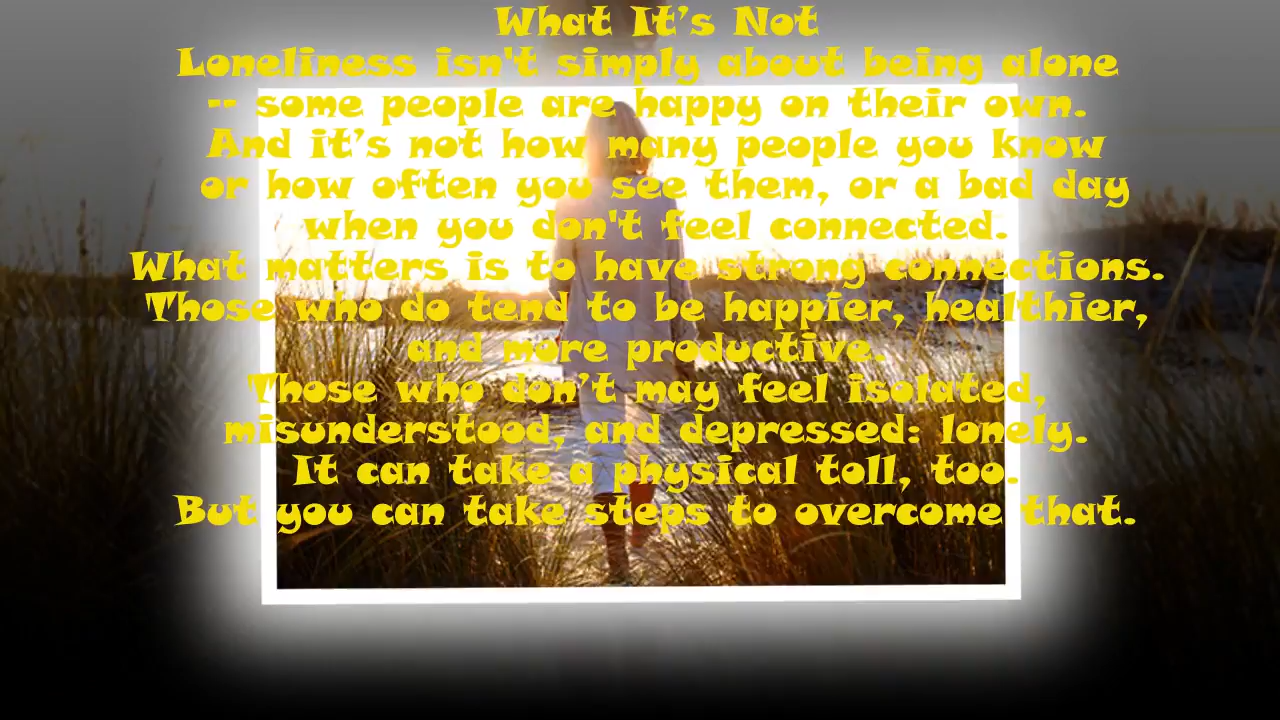 What It's Not
Loneliness isn't simply about being alone
-- some people are happy on their own.
And it's not how many people you know
or how often you see them, or a bad day
when you don't feel connected.
What matters is to have strong connections.
Those who do tend to be happier, healthier,
and more productive.
Those who don't may feel isolated,
misunderstood, and depressed: lonely.
It can take a physical toll, too.
But you can take steps to overcome that.